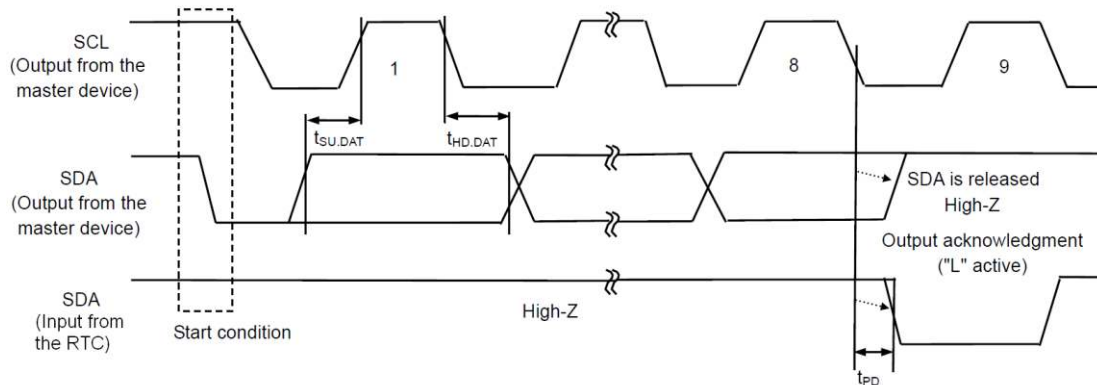 SCL
(Output from the
master device)
1
8
9
tSU.DAT
tHD.DAT
SDA
(Output from the
master device)
SDA is released
High-Z
Output acknowledgment
("L" active)
SDA
(Input from
the RTC)
Start condition
High-Z
tPD